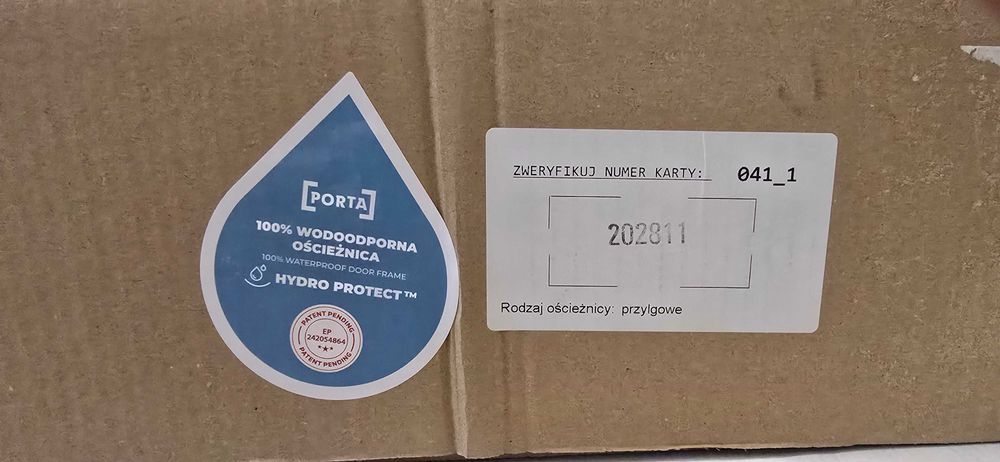 PORTA
100% WODOODPORNA
OŚCIEŻNICA
100% WATERPROOF DOOR FRAME
HYDRO PROTECT™
PATENT PENDING
EP
242054864
PATENT PENDING
ZWERYFIKUJ NUMER KARTY: 041_1
202811
Rodzaj ościeżnicy: przylgowe